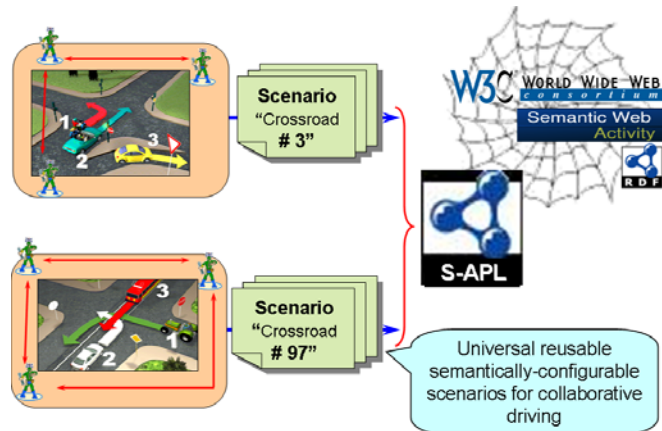 1
2
3
Scenario
“Crossroad
# 3”
W3C WORLD WIDE WEB
consortium
Semantic Web
Activity
RDF
S-APL
3
1
2
Scenario
“Crossroad
# 97”
Universal reusable
semantically-configurable
scenarios for collaborative
driving